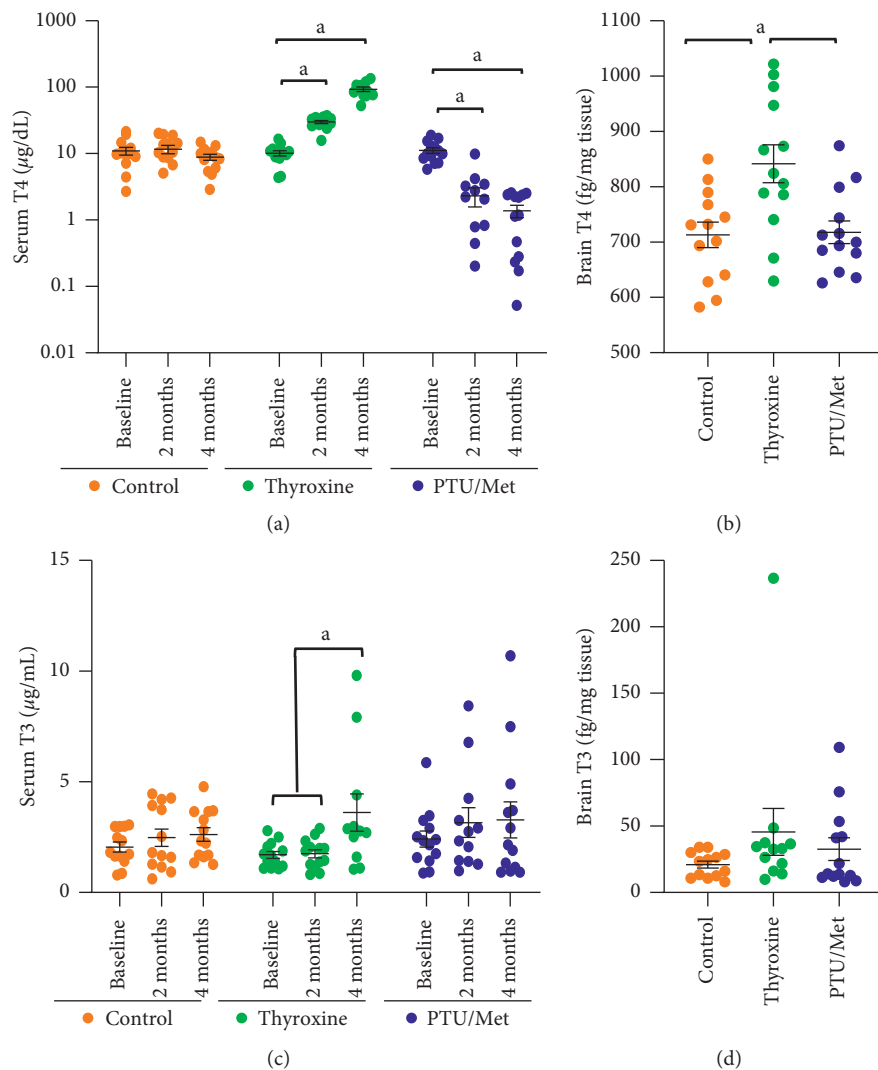 Serum T4 (μg/dL)
1000
100
10
1
0.1
0.01
a
a
a
a
Baseline
2 months
4 months
Baseline
2 months
4 months
Baseline
2 months
4 months
Control
Thyroxine
PTU/Met
(a)
Brain T4 (fg/mg tissue)
1100
1000
900
800
700
600
500
a
Control
Thyroxine
PTU/Met
(b)
Serum T3 (μg/mL)
15
10
5
0
a
Baseline
2 months
4 months
Baseline
2 months
4 months
Baseline
2 months
4 months
Control
Thyroxine
PTU/Met
(c)
Brain T3 (fg/mg tissue)
250
200
150
100
50
0
Control
Thyroxine
PTU/Met
(d)